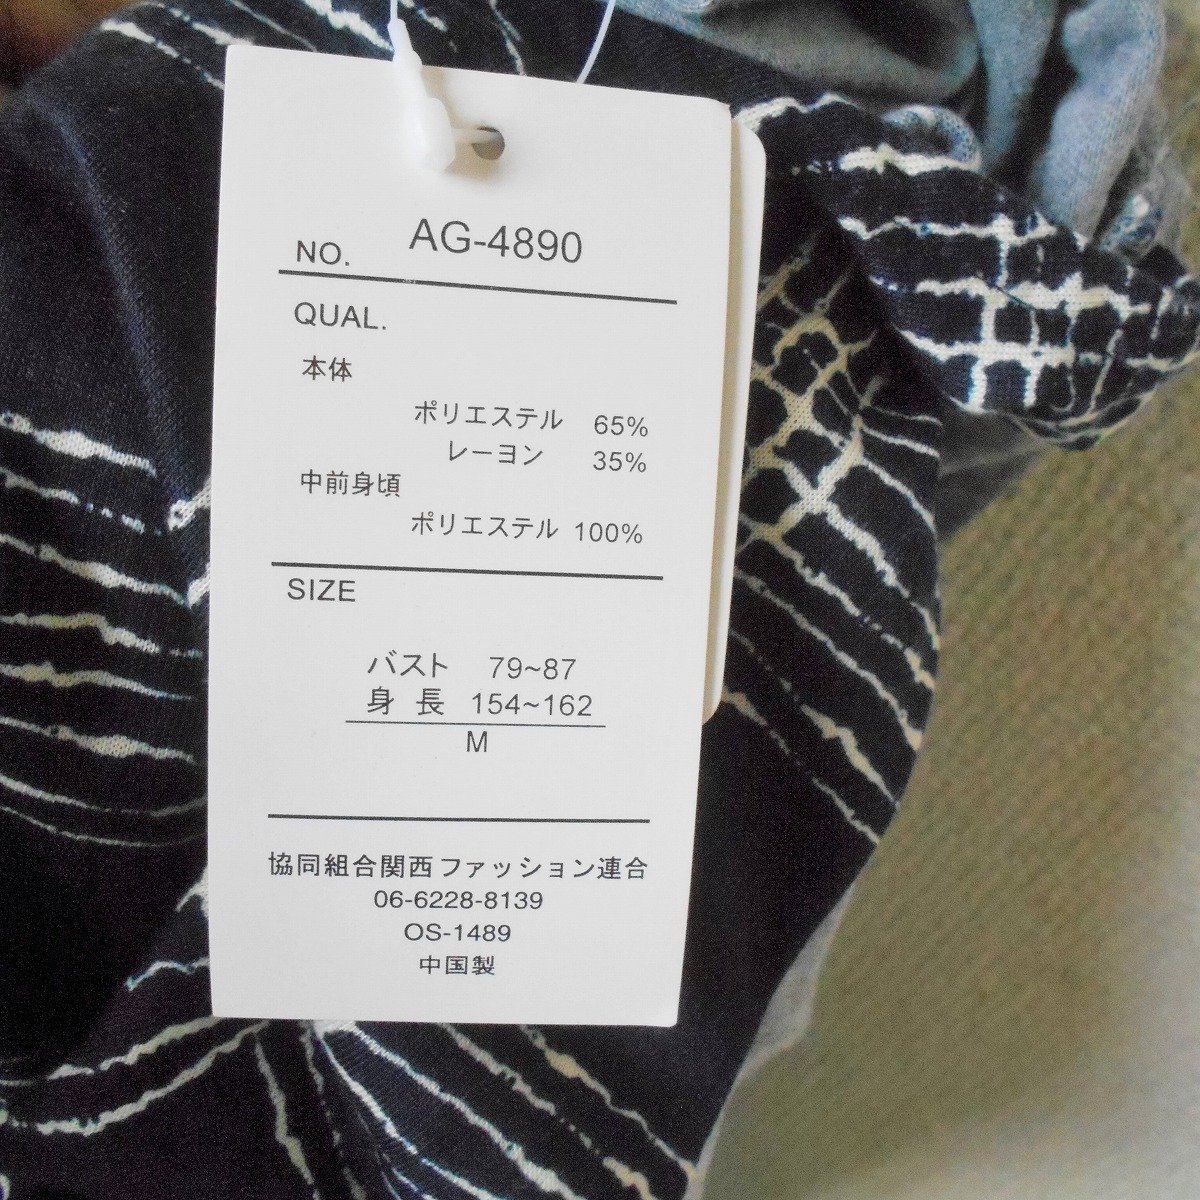 NO. AG-4890
QUAL.
本体
ポリエステル 65%
レーヨン 35%
中前身頃
ポリエステル 100%
SIZE
バスト 79~87
身長 154~162
M
協同組合関西ファッション連合
06-6228-8139
OS-1489
中国製